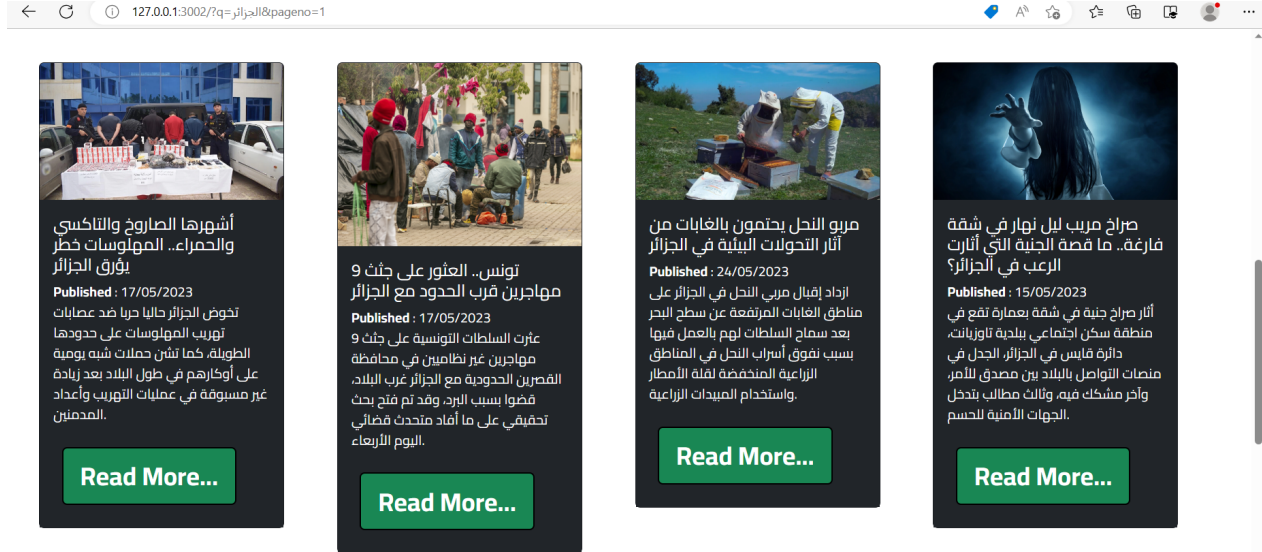 127.0.0.1:3002/?q=الجزائر&pageno=1
أشهرها الصاروخ والتاكسي
والحمراء.. المهلوسات خطر
يؤرق الجزائر
Published : 17/05/2023
تخوض الجزائر حاليا حربا ضد عصابات
تهريب المهلوسات على حدودها
الطويلة، كما تشن حملات شبه يومية
على أوكارهم في طول البلاد بعد زيادة
غير مسبوقة في عمليات التهريب وأعداد
المدمنين.
Read More...
تونس.. العثور على جثث 9
مهاجرين قرب الحدود مع الجزائر
Published : 17/05/2023
عثرت السلطات التونسية على جثث 9
مهاجرين غير نظاميين في محافظة
القصرين الحدودية مع الجزائر غرب البلاد،
قضوا بسبب البرد، وقد تم فتح بحث
تحقيقي على ما أفاد متحدث قضائي
اليوم الأربعاء.
Read More...
مربو النحل يحتمون بالغابات من
آثار التحولات البيئية في الجزائر
Published : 24/05/2023
ازداد إقبال مربي النحل في الجزائر على
مناطق الغابات المرتفعة عن سطح البحر
بعد سماح السلطات لهم بالعمل فيها
بسبب نفوق أسراب النحل في المناطق
الزراعية المنخفضة لقلة الأمطار
واستخدام المبيدات الزراعية.
Read More...
صراخ مريب ليل نهار في شقة
فارغة.. ما قصة الجنية التي أثارت
الرعب في الجزائر؟
Published : 15/05/2023
أثار صراخ جنية في شقة بعمارة تقع في
منطقة سكن اجتماعي ببلدية تاوزيانت،
دائرة قايس في الجزائر، الجدل في
منصات التواصل بالبلاد بين مصدق للأمر،
وآخر مشكك فيه، وثالث مطالب بتدخل
الجهات الأمنية للحسم.
Read More...